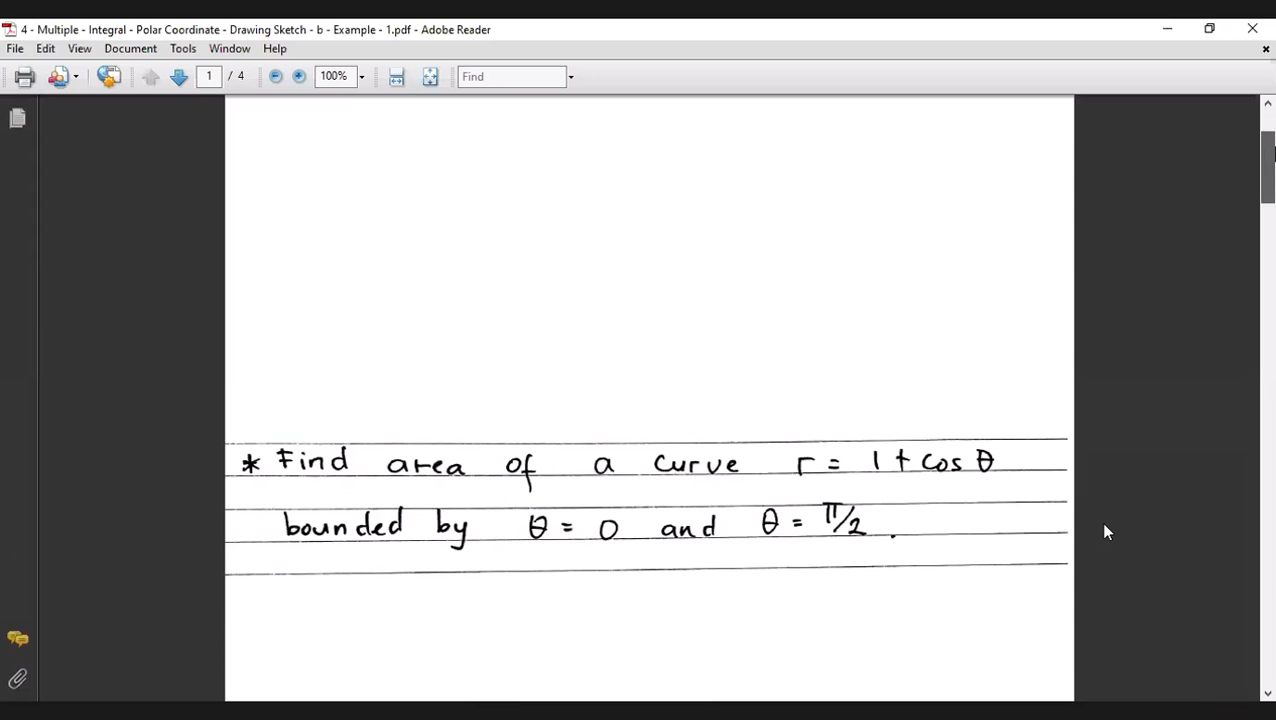 4 - Multiple - Integral - Polar Coordinate - Drawing Sketch - b - Example - 1.pdf - Adobe Reader
File Edit View Document Tools Window Help
1 / 4 100% Find
* Find area of a curve r = 1 + cos θ
bounded by θ = 0 and θ = π/2 .